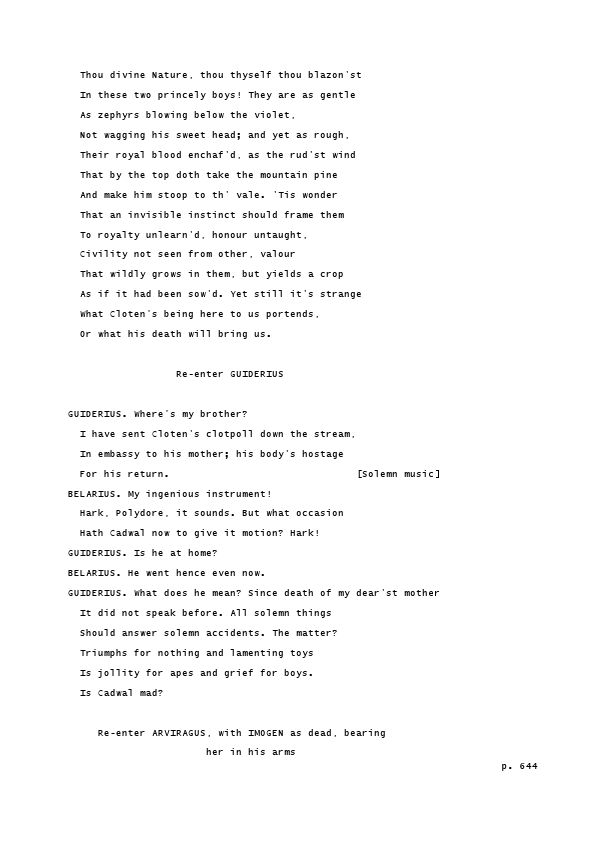 Thou divine Nature, thou thyself thou blazon'st
In these two princely boys! They are as gentle
As zephyrs blowing below the violet,
Not wagging his sweet head; and yet as rough,
Their royal blood enchaf'd, as the rud'st wind
That by the top doth take the mountain pine
And make him stoop to th' vale. 'Tis wonder
That an invisible instinct should frame them
To royalty unlearn'd, honour untaught,
Civility not seen from other, valour
That wildly grows in them, but yields a crop
As if it had been sow'd. Yet still it's strange
What Cloten's being here to us portends,
Or what his death will bring us.
Re-enter GUIDERIUS
GUIDERIUS. Where's my brother?
I have sent Cloten's clotpoll down the stream,
In embassy to his mother; his body's hostage
For his return. [Solemn music]
BELARIUS. My ingenious instrument!
Hark, Polydore, it sounds. But what occasion
Hath Cadwal now to give it motion? Hark!
GUIDERIUS. Is he at home?
BELARIUS. He went hence even now.
GUIDERIUS. What does he mean? Since death of my dear'st mother
It did not speak before. All solemn things
Should answer solemn accidents. The matter?
Triumphs for nothing and lamenting toys
Is jollity for apes and grief for boys.
Is Cadwal mad?
Re-enter ARVIRAGUS, with IMOGEN as dead, bearing
her in his arms
p. 644